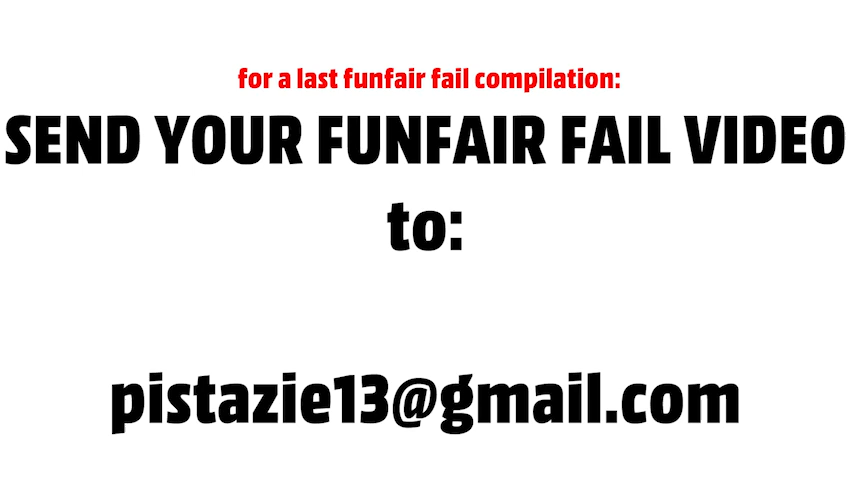 for a last funfair fail compilation:
SEND YOUR FUNFAIR FAIL VIDEO
to:
pistazie13@gmail.com